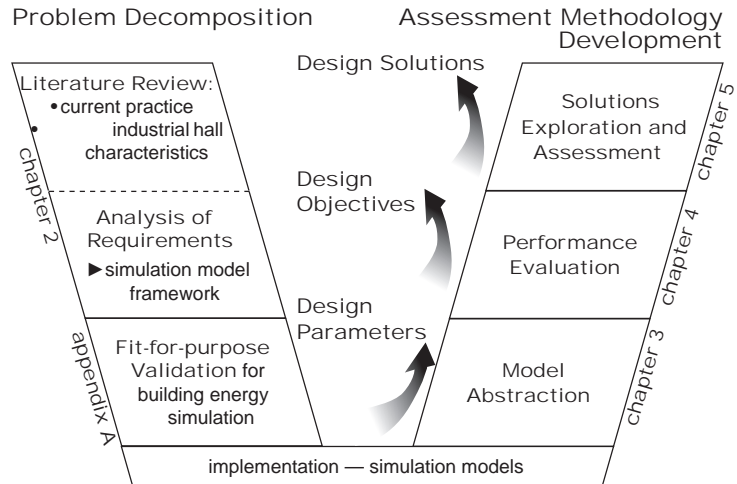 Problem Decomposition
Literature Review:
• current practice
• industrial hall
characteristics
chapter 2
Analysis of
Requirements
► simulation model
framework
appendix A
Fit-for-purpose
Validation for
building energy
simulation
Design Solutions
Design
Objectives
Design
Parameters
Assessment Methodology
Development
Solutions
Exploration and
Assessment
chapter 5
Performance
Evaluation
chapter 4
Model
Abstraction
chapter 3
implementation — simulation models